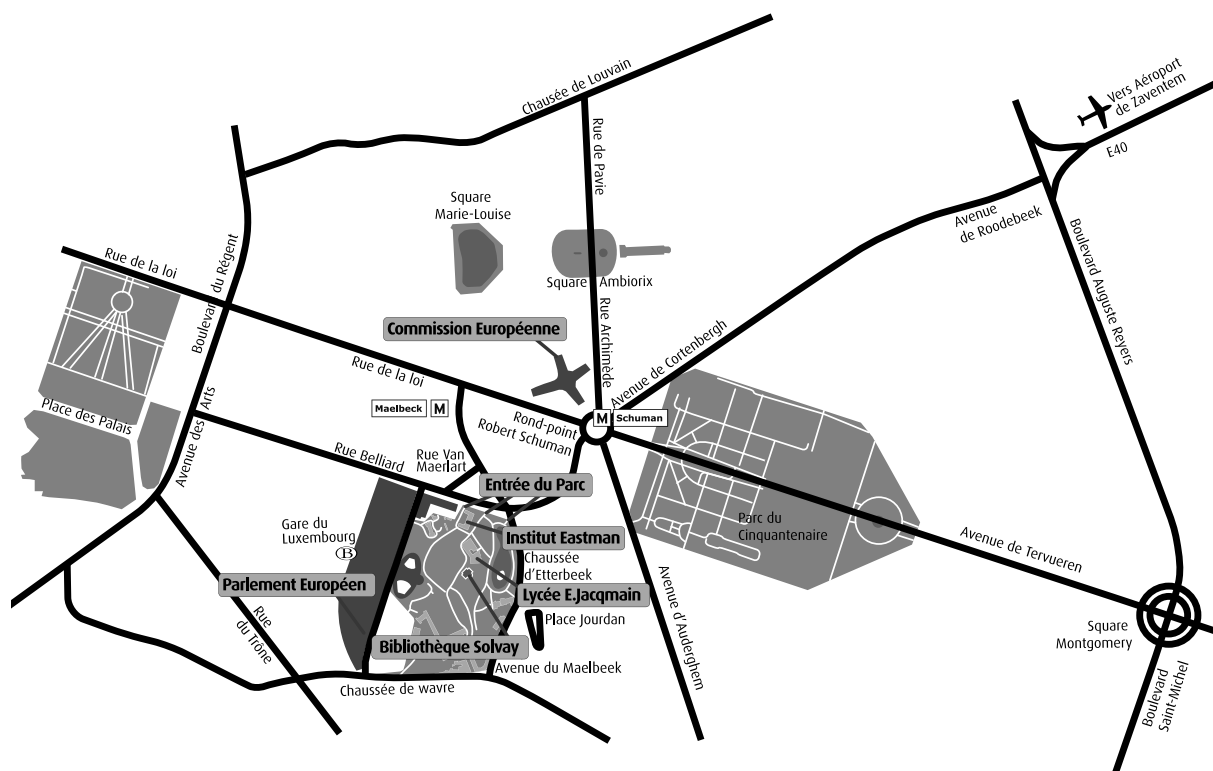 Chausée de Louvain
Vers Aéroport
de Zaventem
E40
Rue de Pavie
Square
Marie-Louise
Avenue
de Roodebeek
Rue de la loi
Boulevard du Régent
Square Ambiorix
Boulevard Auguste Reyers
Commission Européenne
Rue Archimède
Avenue de Cortenbergh
Rue de la loi
Place des Palais
Avenue des Arts
Maelbeck M
M Schuman
Rond-point
Robert Schuman
Rue Belliard
Rue Van
Maerlart
Entrée du Parc
Gare du
Luxembourg
B
Institut Eastman
Parc du
Cinquantenaire
Avenue de Tervueren
Chaussée
d'Etterbeek
Parlement Européen
Lycée E.Jacqmain
Avenue d'Auderghem
Rue
du Trône
Place Jourdan
Square
Montgomery
Bibliothèque Solvay
Avenue du Maelbeek
Chaussée de wavre
Boulevard
Saint-Michel